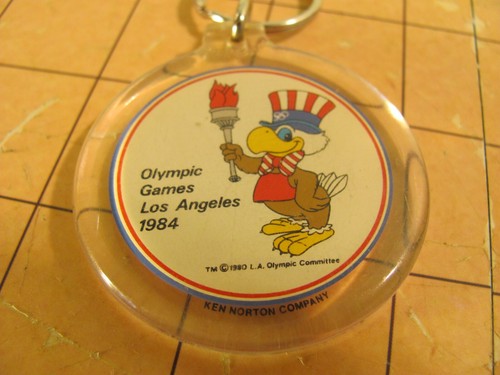 Olympic
Games
Los Angeles
1984
TM ©1980 L.A. Olympic Committee
KEN NORTON COMPANY